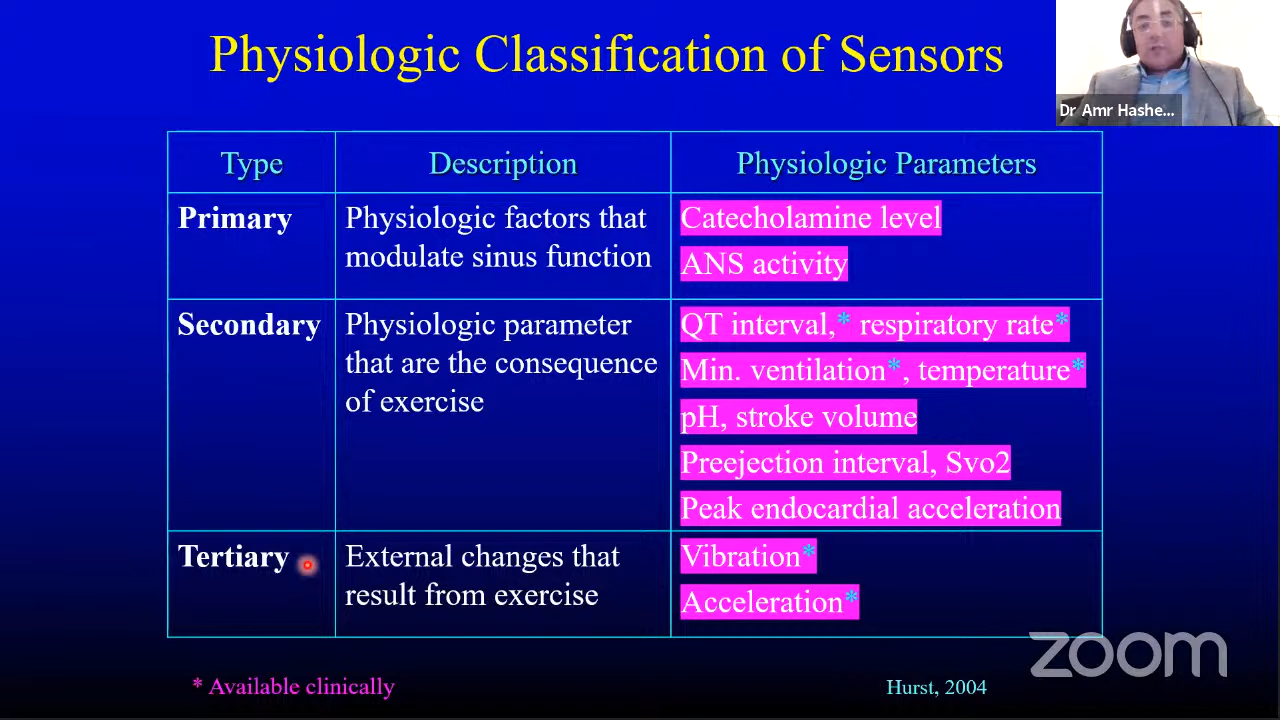 Physiologic Classification of Sensors
Dr Amr Hashe...
Type
Description
Physiologic Parameters
Primary
Physiologic factors that
modulate sinus function
Catecholamine level
ANS activity
Secondary
Physiologic parameter
that are the consequence
of exercise
QT interval,* respiratory rate*
Min. ventilation*, temperature*
pH, stroke volume
Preejection interval, Svo2
Peak endocardial acceleration
Tertiary
External changes that
result from exercise
Vibration*
Acceleration*
zoom
* Available clinically
Hurst, 2004